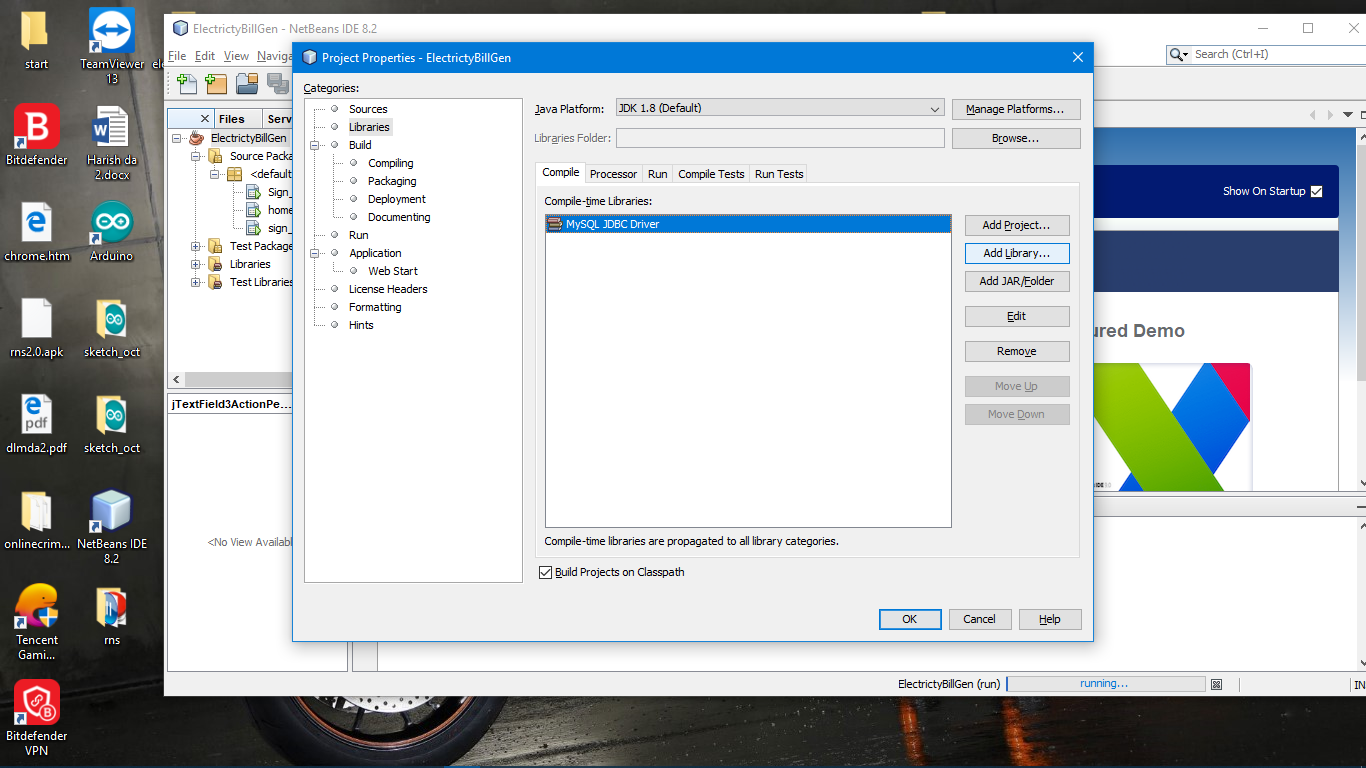 start
TeamViewer
13
ele
Bitdefender
Harish da
2.docx
chrome.htm
Arduino
rns2.0.apk
sketch_oct
dlmda2.pdf
sketch_oct
onlinecrim...
NetBeans IDE
8.2
Tencent
Gami...
rns
Bitdefender
VPN
ElectrictyBillGen - NetBeans IDE 8.2
File Edit View Naviga
Search (Ctrl+I)
Files
Serv
ElectrictyBillGen
Source Packa
<default
Sign_
home
sign_
Test Package
Libraries
Test Libraries
jTextField3ActionPe...
<No View Availabl
Project Properties - ElectrictyBillGen
Categories:
Sources
Libraries
Build
Compiling
Packaging
Deployment
Documenting
Run
Application
Web Start
License Headers
Formatting
Hints
Java Platform:
JDK 1.8 (Default)
Manage Platforms...
Libraries Folder:
Browse...
Compile
Processor
Run
Compile Tests
Run Tests
Compile-time Libraries:
MySQL JDBC Driver
Add Project...
Add Library...
Add JAR/Folder
Edit
Remove
Move Up
Move Down
Compile-time libraries are propagated to all library categories.
Build Projects on Classpath
OK
Cancel
Help
Show On Startup
ured Demo
ElectrictyBillGen (run)
running...
IN